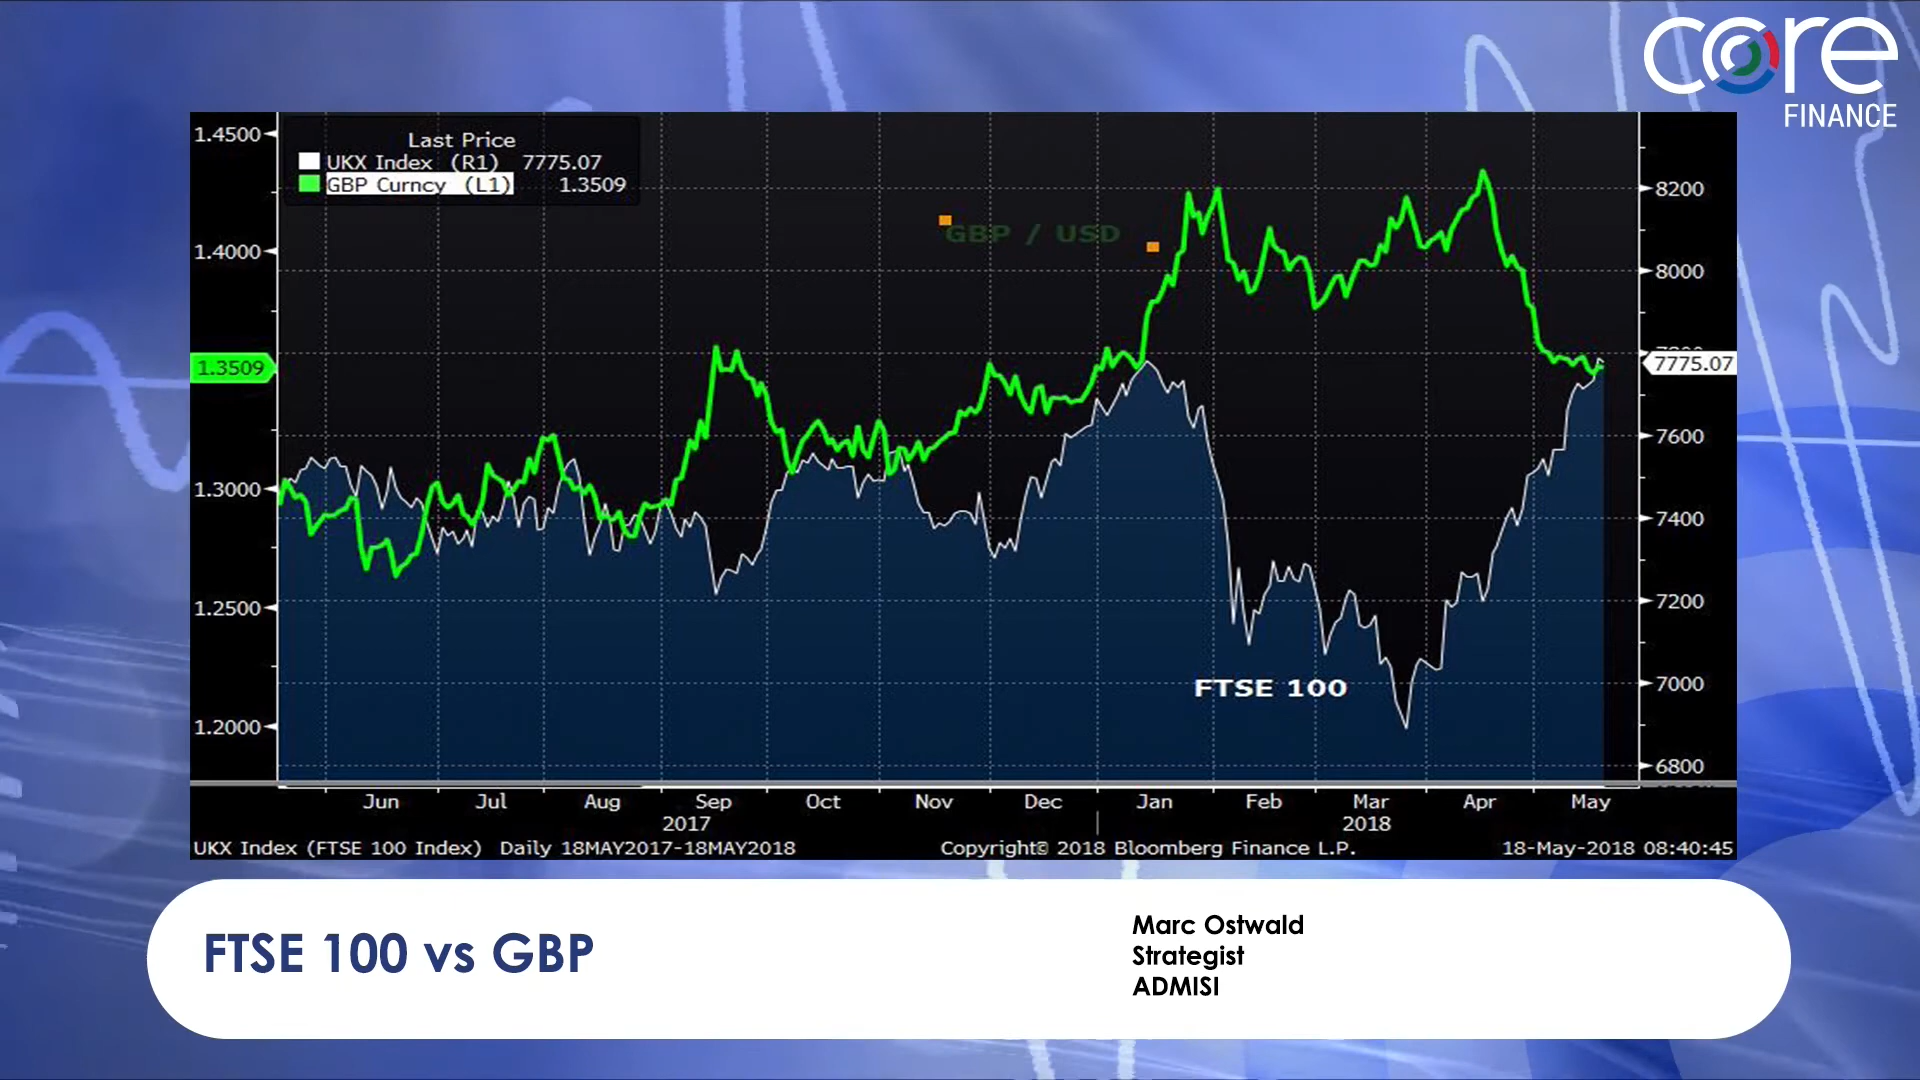 core
FINANCE
Last Price
UKX Index (R1) 7775.07
GBP Curncy (L1) 1.3509
GBP / USD
FTSE 100
1.4500
1.4000
1.3509
1.3000
1.2500
1.2000
8200
8000
7800
7775.07
7600
7400
7200
7000
6800
Jun Jul Aug Sep Oct Nov Dec Jan Feb Mar Apr May
2017 2018
UKX Index (FTSE 100 Index) Daily 18MAY2017-18MAY2018 Copyright© 2018 Bloomberg Finance L.P. 18-May-2018 08:40:45
FTSE 100 vs GBP
Marc Ostwald
Strategist
ADMISI